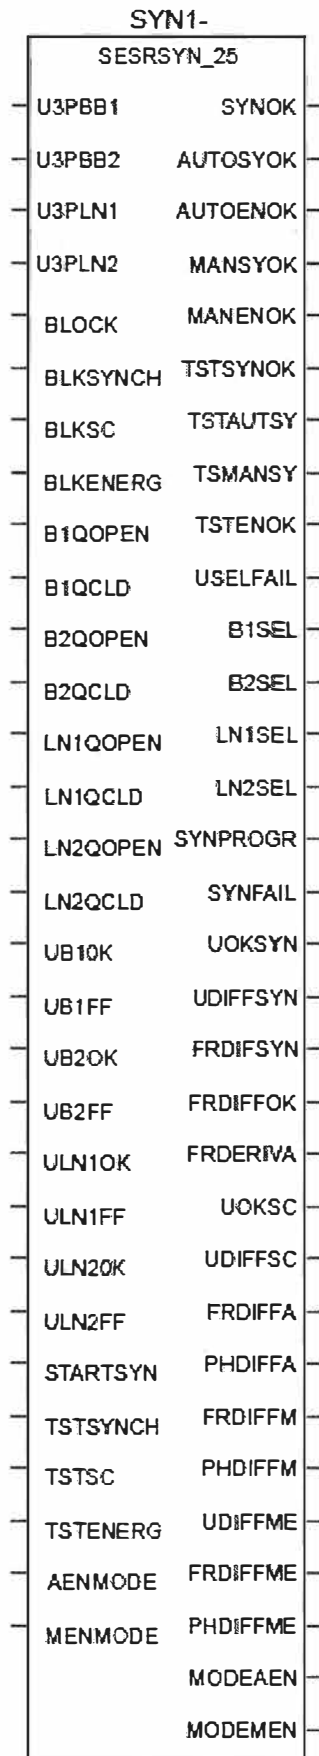 SYN1-
SESRSYN_25
U3PBB1 SYNOK
U3PBB2 AUTOSYOK
U3PLN1 AUTOENOK
U3PLN2 MANSYOK
BLOCK MANENOK
BLKSYNCH TSTSYNOK
BLKSC TSTAUTSY
BLKENERG TSMANSY
B1QOPEN TSTENOK
B1QCLD USELFAIL
B2QOPEN B1SEL
B2QCLD B2SEL
LN1QOPEN LN1SEL
LN1QCLD LN2SEL
LN2QOPEN SYNPROGR
LN2QCLD SYNFAIL
UB10K UOKSYN
UB1FF UDIFFSYN
UB2OK FRDIFSYN
UB2FF FRDIFFOK
ULN1OK FRDERIVA
ULN1FF UOKSC
ULN20K UDIFFSC
ULN2FF FRDIFFA
STARTSYN PHDIFFA
TSTSYNCH FRDIFFM
TSTSC PHDIFFM
TSTENERG UDIFFME
AENMODE FRDIFFME
MENMODE PHDIFFME
MODEAEN
MODEMEN